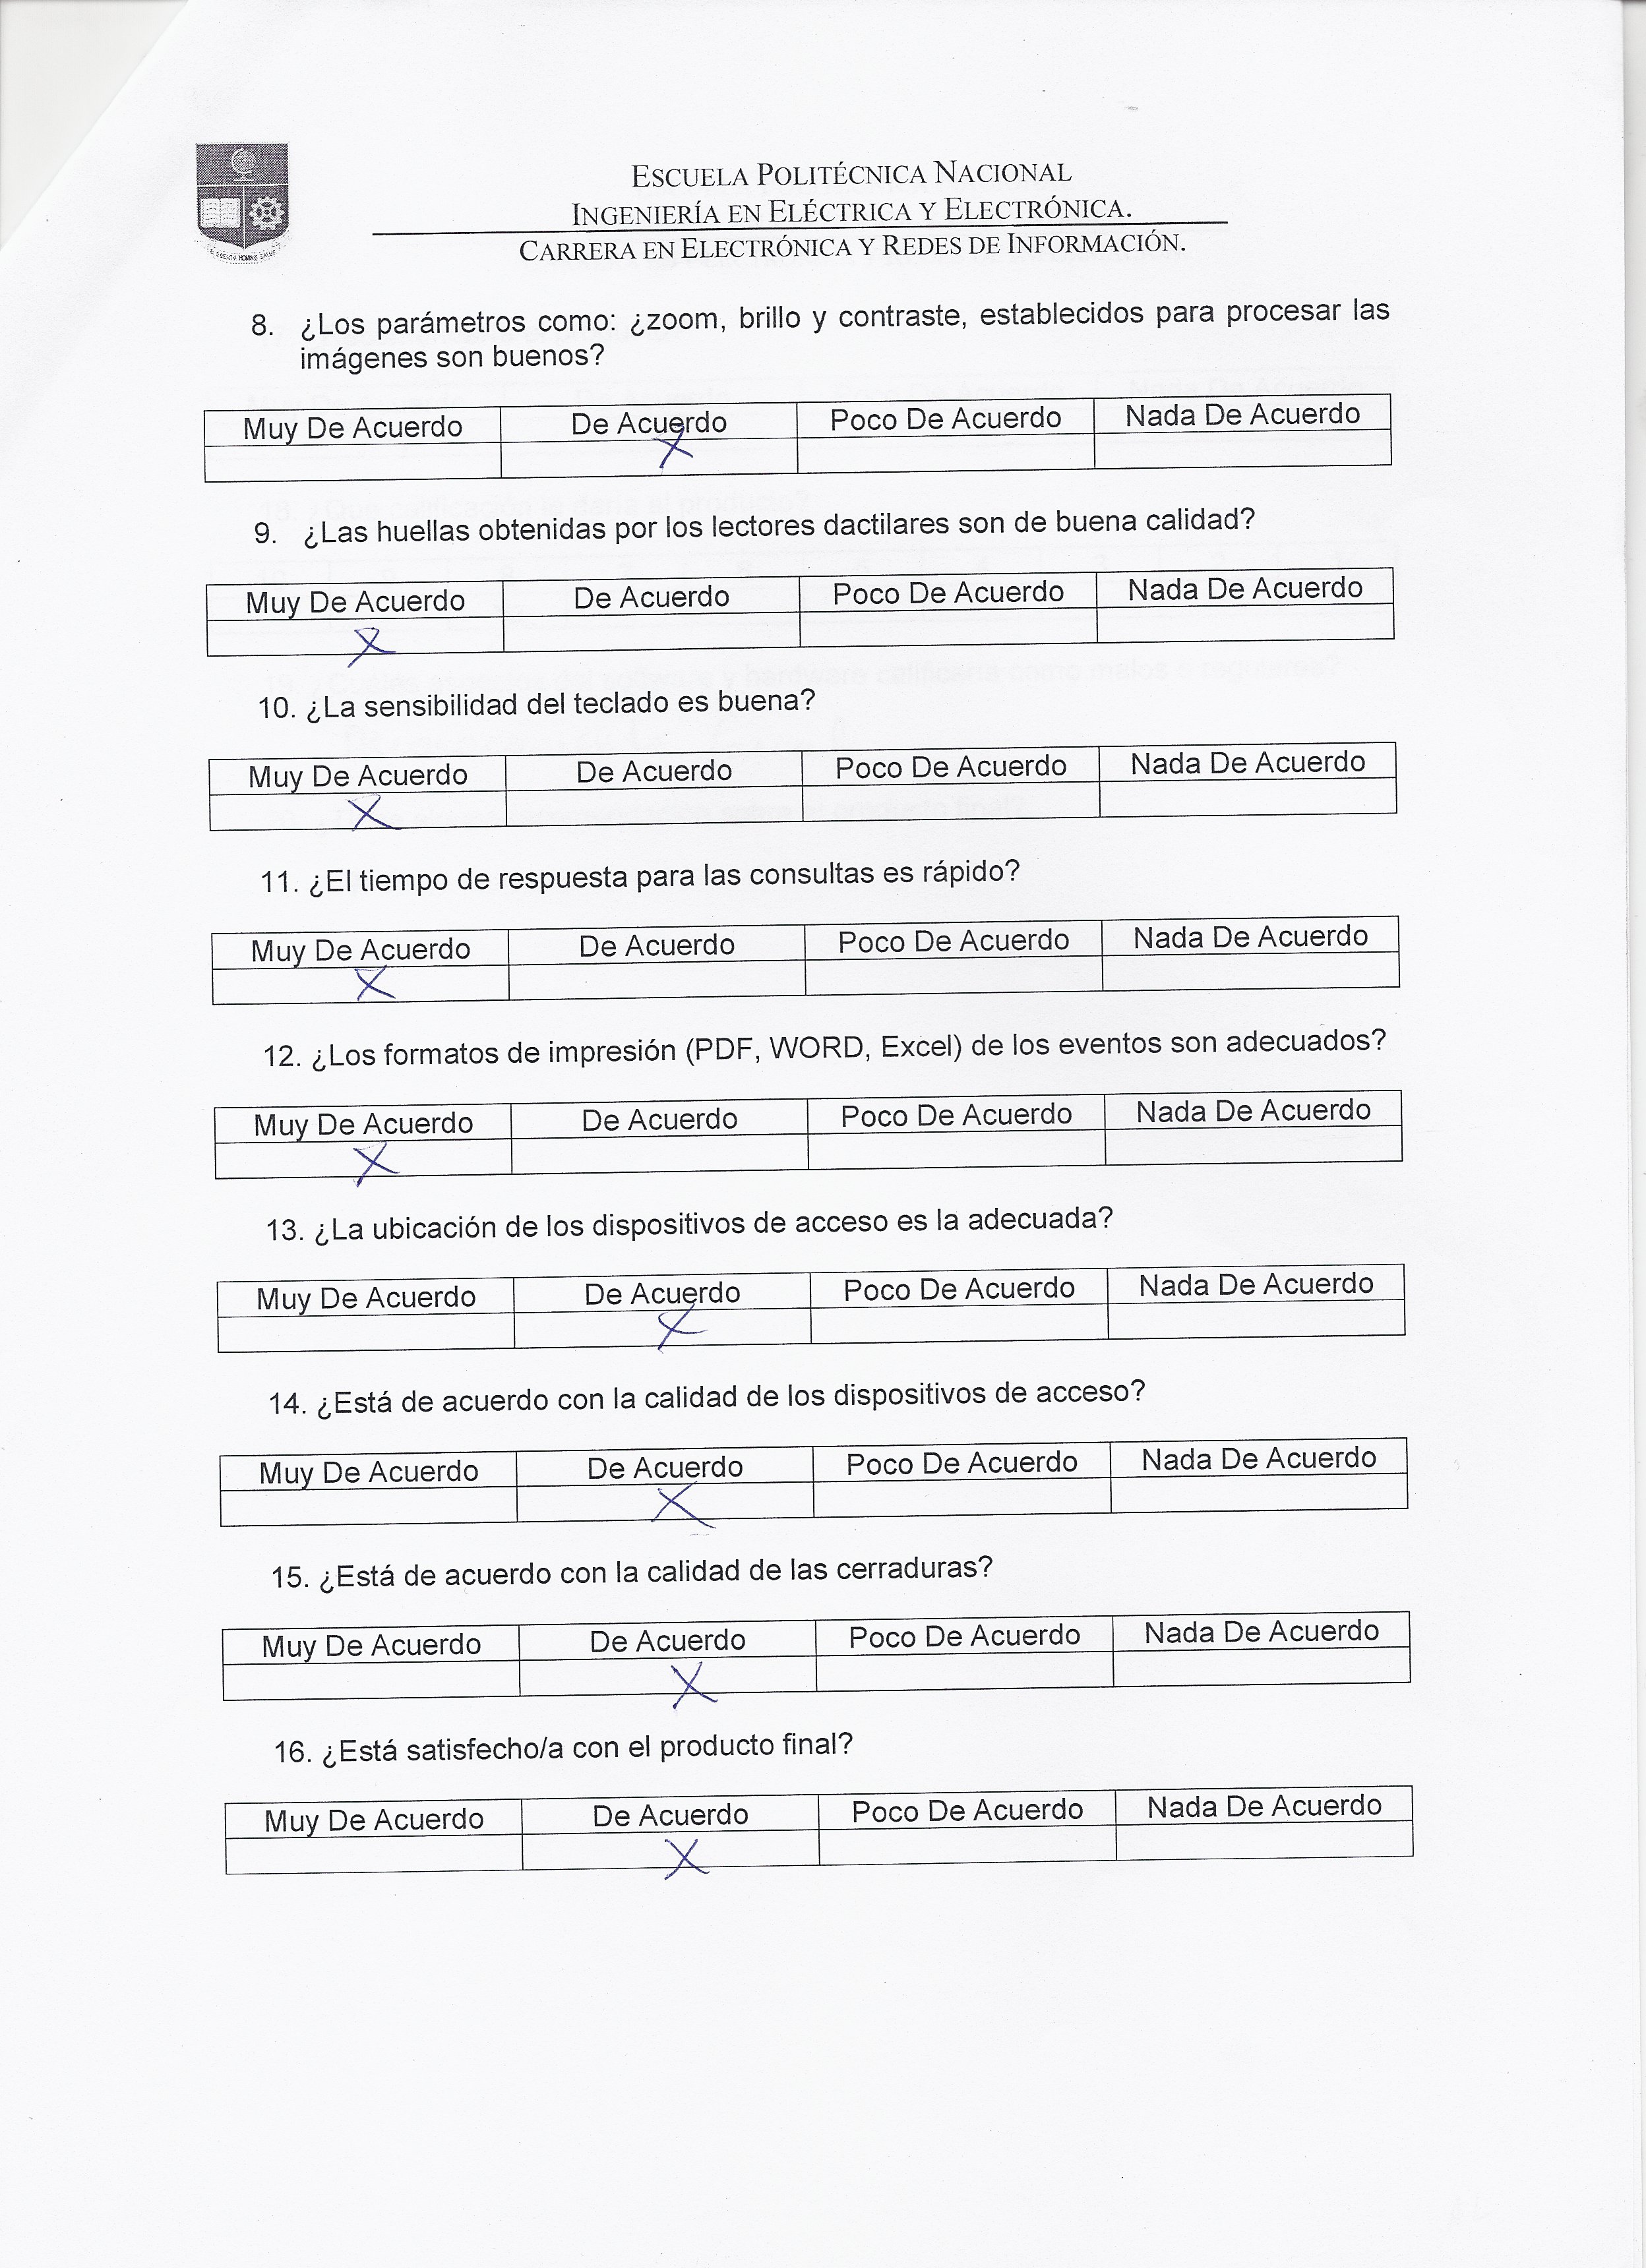 ESCUELA POLITÉCNICA NACIONAL
INGENIERÍA EN ELÉCTRICA Y ELECTRÓNICA.
CARRERA EN ELECTRÓNICA Y REDES DE INFORMACIÓN.
8. ¿Los parámetros como: ¿zoom, brillo y contraste, establecidos para procesar las
imágenes son buenos?
Muy De Acuerdo De Acuerdo Poco De Acuerdo Nada De Acuerdo
X
9. ¿Las huellas obtenidas por los lectores dactilares son de buena calidad?
Muy De Acuerdo De Acuerdo Poco De Acuerdo Nada De Acuerdo
X
10. ¿La sensibilidad del teclado es buena?
Muy De Acuerdo De Acuerdo Poco De Acuerdo Nada De Acuerdo
X
11. ¿El tiempo de respuesta para las consultas es rápido?
Muy De Acuerdo De Acuerdo Poco De Acuerdo Nada De Acuerdo
X
12. ¿Los formatos de impresión (PDF, WORD, Excel) de los eventos son adecuados?
Muy De Acuerdo De Acuerdo Poco De Acuerdo Nada De Acuerdo
X
13. ¿La ubicación de los dispositivos de acceso es la adecuada?
Muy De Acuerdo De Acuerdo Poco De Acuerdo Nada De Acuerdo
X
14. ¿Está de acuerdo con la calidad de los dispositivos de acceso?
Muy De Acuerdo De Acuerdo Poco De Acuerdo Nada De Acuerdo
X
15. ¿Está de acuerdo con la calidad de las cerraduras?
Muy De Acuerdo De Acuerdo Poco De Acuerdo Nada De Acuerdo
X
16. ¿Está satisfecho/a con el producto final?
Muy De Acuerdo De Acuerdo Poco De Acuerdo Nada De Acuerdo
X